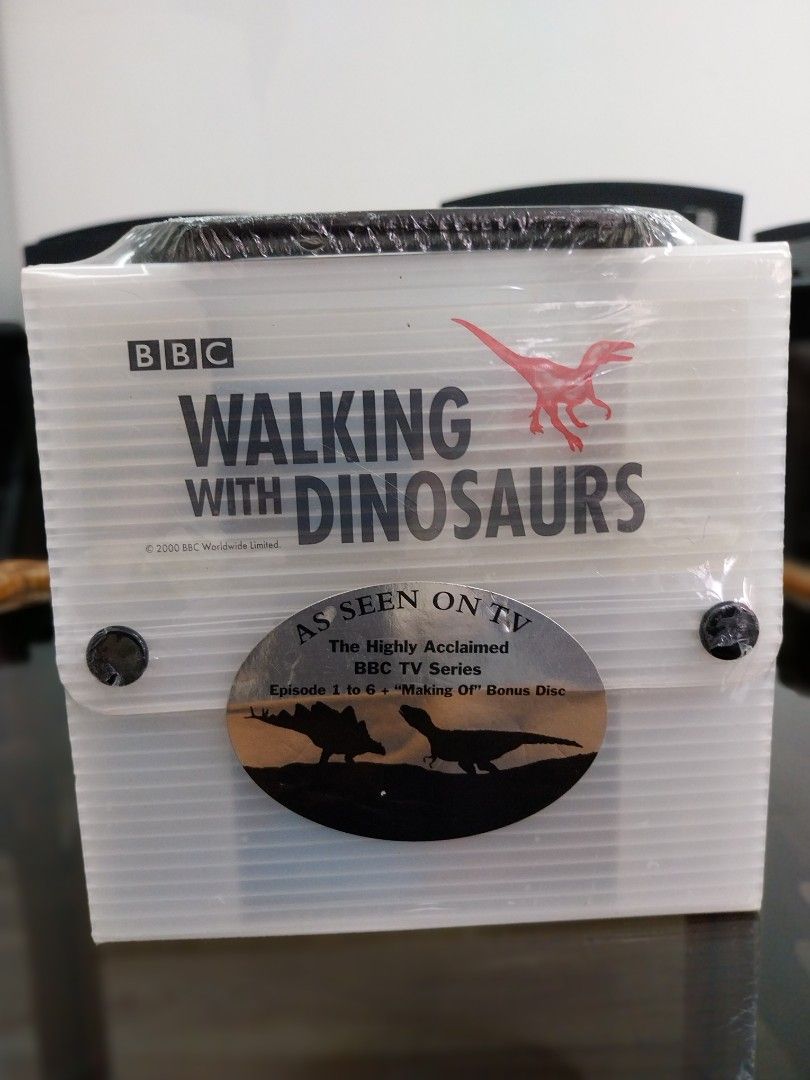 BBC
WALKING
WITH DINOSAURS
© 2000 BBC Worldwide Limited.
AS SEEN ON TV
The Highly Acclaimed
BBC TV Series
Episode 1 to 6 + "Making Of" Bonus Disc